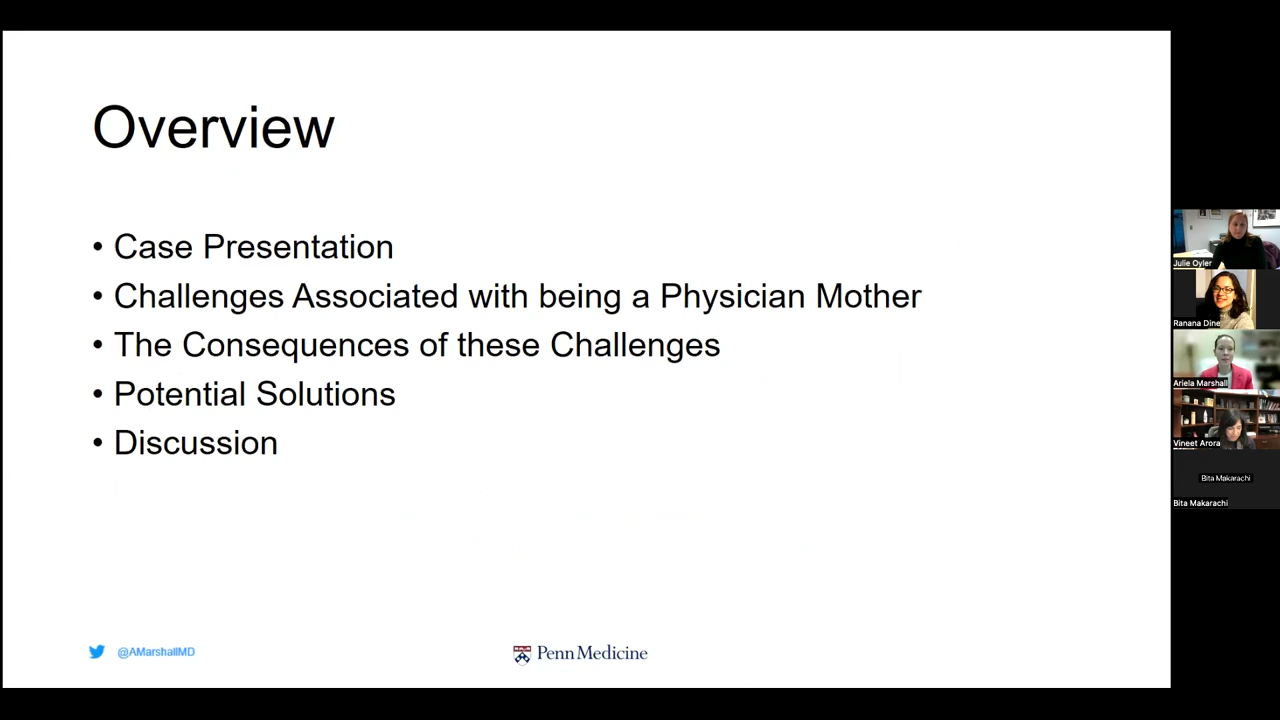 Overview
• Case Presentation
• Challenges Associated with being a Physician Mother
• The Consequences of these Challenges
• Potential Solutions
• Discussion
@AMarshallMD
Penn Medicine
Julie Oyler
Ranana Dine
Ariela Marshall
Vineet Arora
Bita Makarachi
Bita Makarachi